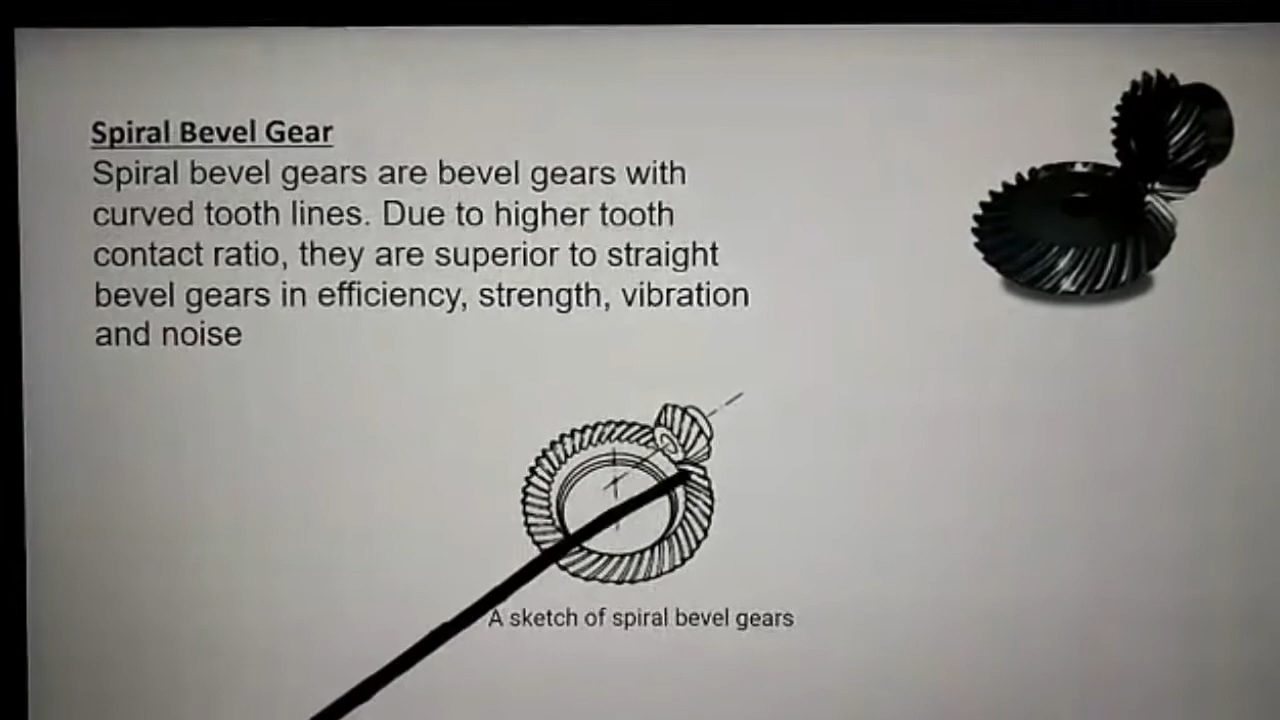 Spiral Bevel Gear
Spiral bevel gears are bevel gears with
curved tooth lines. Due to higher tooth
contact ratio, they are superior to straight
bevel gears in efficiency, strength, vibration
and noise
A sketch of spiral bevel gears